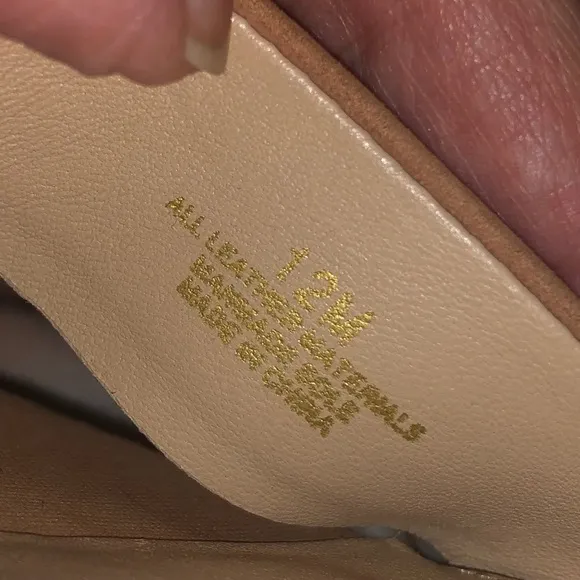 12M
ALL LEATHER MATERIALS
MANMADE SOLE
MADE IN CHINA